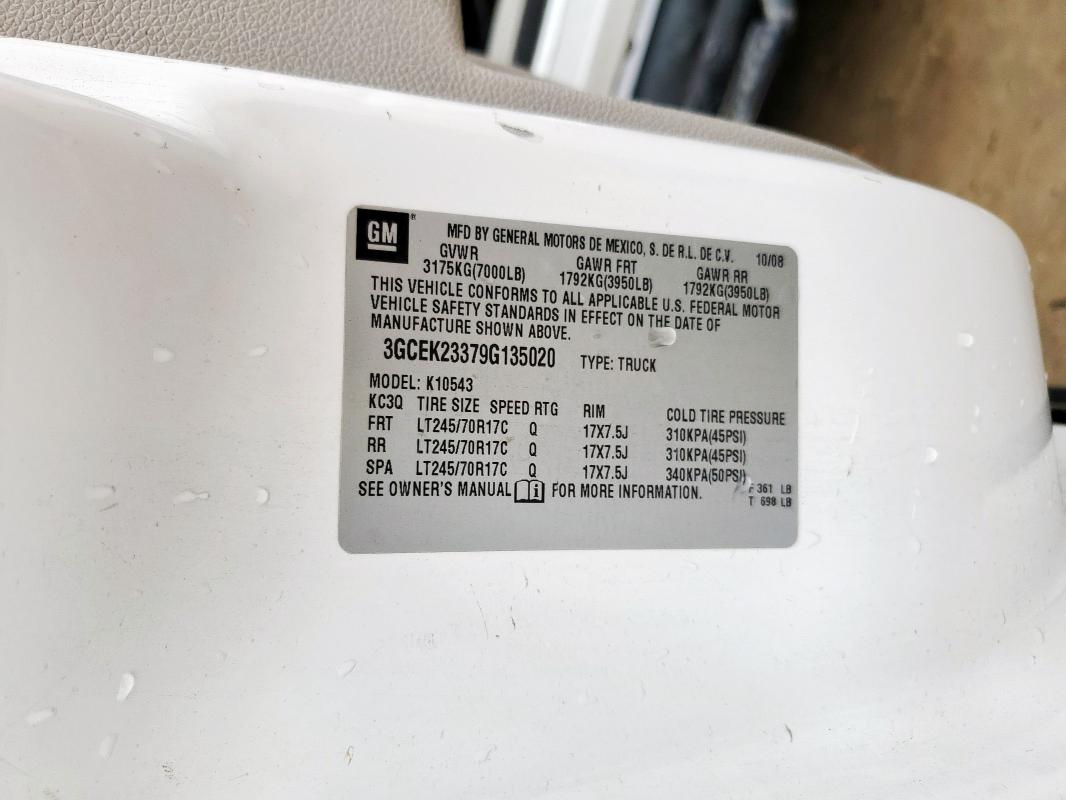 GM®
MFD BY GENERAL MOTORS DE MEXICO, S. DE R.L. DE C.V. 10/08
GVWR GAWR FRT GAWR RR
3175KG(7000LB) 1792KG(3950LB) 1792KG(3950LB)
THIS VEHICLE CONFORMS TO ALL APPLICABLE U.S. FEDERAL MOTOR
VEHICLE SAFETY STANDARDS IN EFFECT ON THE DATE OF
MANUFACTURE SHOWN ABOVE.
3GCEK23379G135020 TYPE: TRUCK
MODEL: K10543
KC3Q TIRE SIZE SPEED RTG RIM COLD TIRE PRESSURE
FRT LT245/70R17C Q 17X7.5J 310KPA(45PSI)
RR LT245/70R17C Q 17X7.5J 310KPA(45PSI)
SPA LT245/70R17C Q 17X7.5J 340KPA(50PSI)
SEE OWNER'S MANUAL i FOR MORE INFORMATION.
F 361 LB
T 698 LB